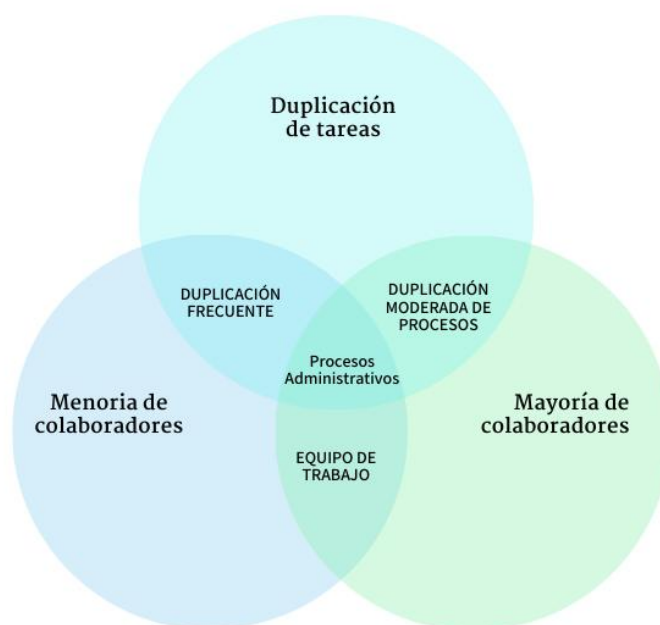 Duplicación
de tareas
DUPLICACIÓN
FRECUENTE
DUPLICACIÓN
MODERADA DE
PROCESOS
Procesos
Administrativos
Menoria de
colaboradores
Mayoría de
colaboradores
EQUIPO DE
TRABAJO